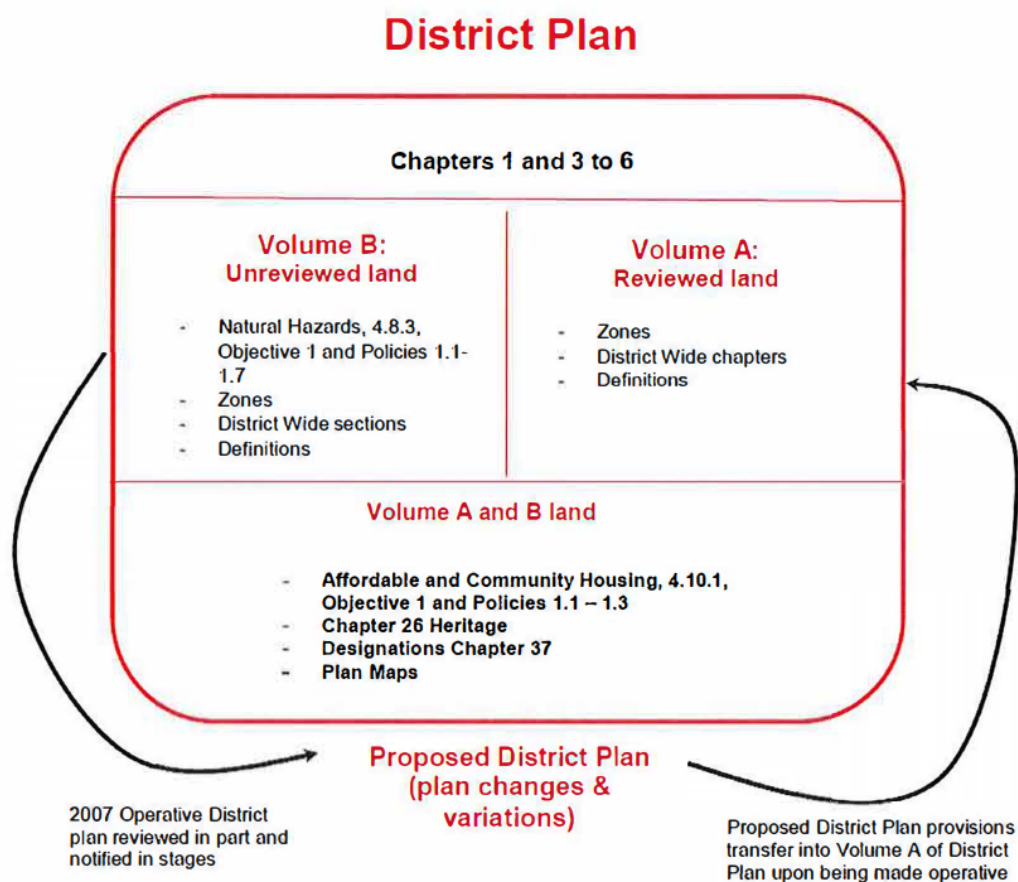 District Plan
Chapters 1 and 3 to 6
Volume B:
Unreviewed land
- Natural Hazards, 4.8.3,
Objective 1 and Policies 1.1-
1.7
- Zones
- District Wide sections
- Definitions
Volume A:
Reviewed land
- Zones
- District Wide chapters
- Definitions
Volume A and B land
- Affordable and Community Housing, 4.10.1,
Objective 1 and Policies 1.1 – 1.3
- Chapter 26 Heritage
- Designations Chapter 37
- Plan Maps
Proposed District Plan
(plan changes &
variations)
2007 Operative District
plan reviewed in part and
notified in stages
Proposed District Plan provisions
transfer into Volume A of District
Plan upon being made operative